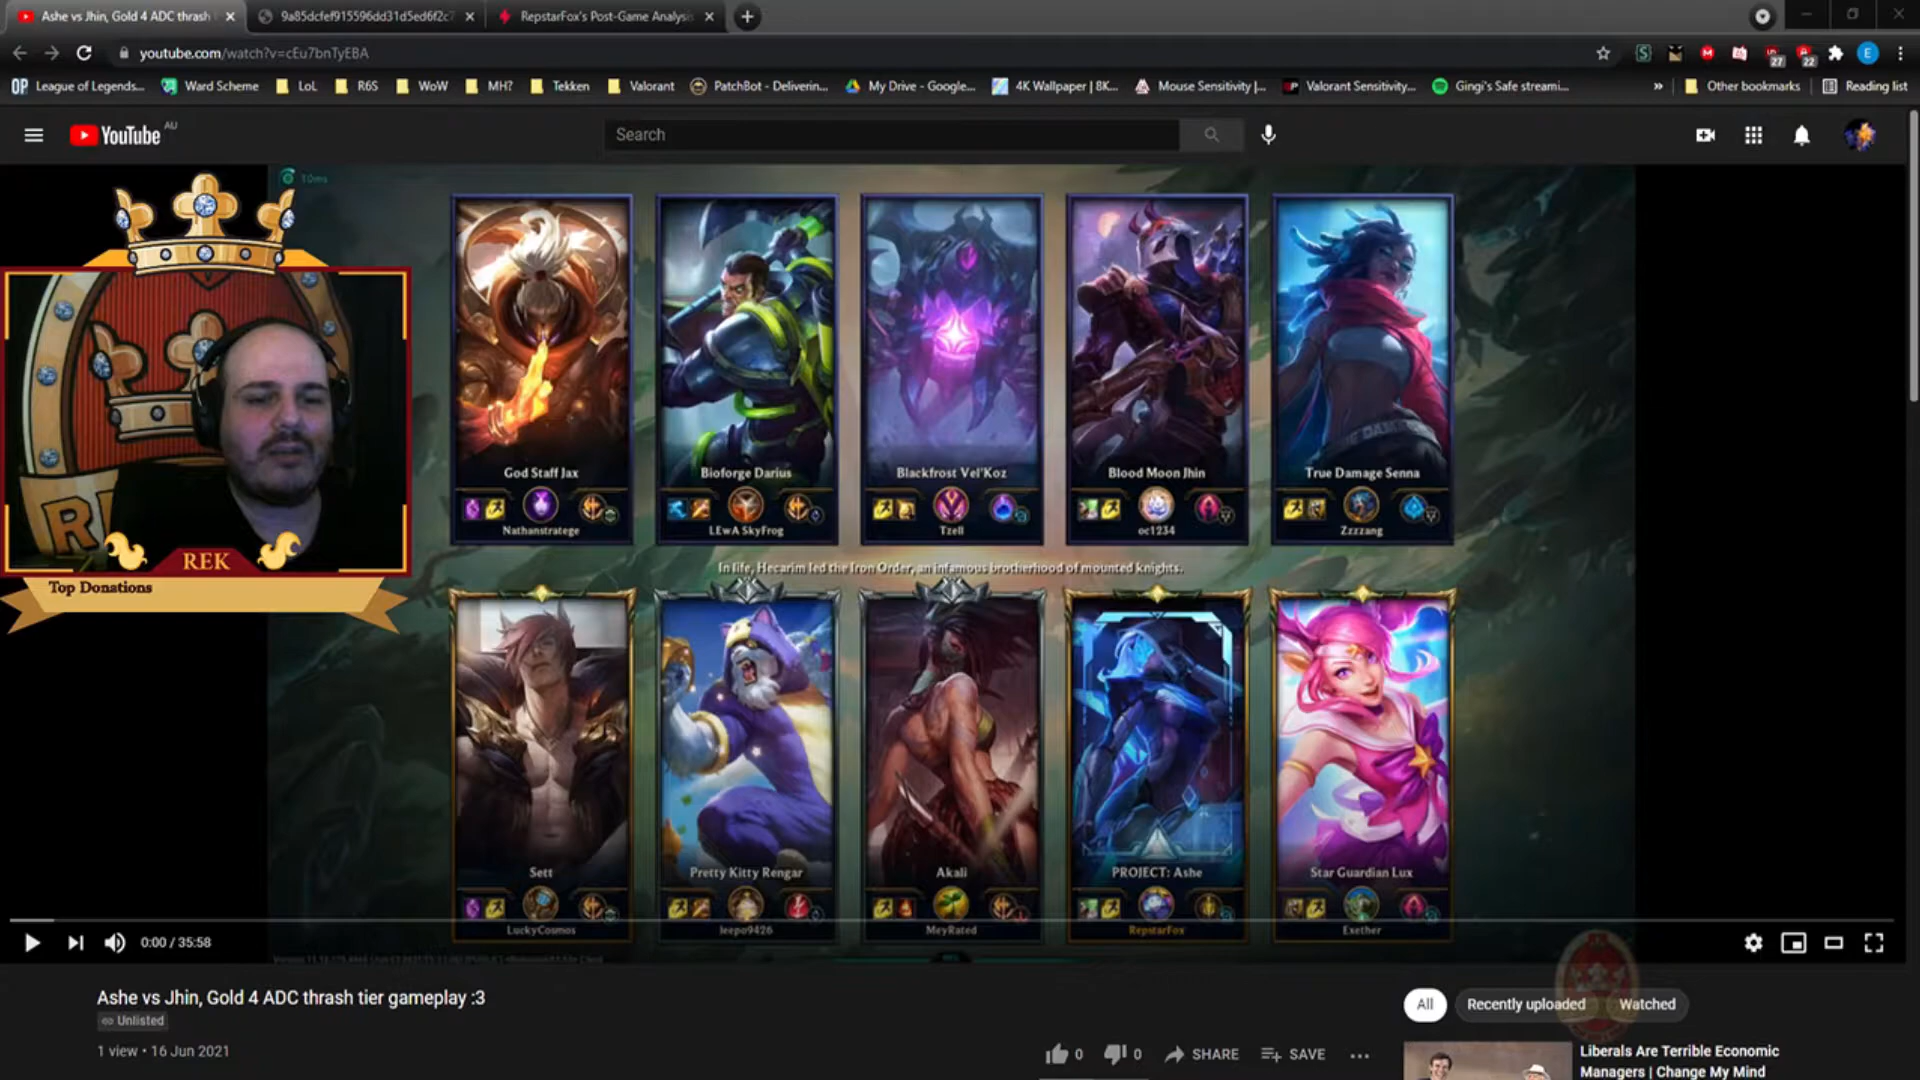 Ashe vs Jhin, Gold 4 ADC thrash
9a85dcfef915596dd31d5ed6f2c7
RepstarFox's Post-Game Analysis
youtube.com/watch?v=cEu7bnTyEBA
27
22
E
OP League of Legends...
Ward Scheme
LoL
R6S
WoW
MH?
Tekken
Valorant
PatchBot - Deliverin...
My Drive - Google...
4K Wallpaper | 8K...
Mouse Sensitivity |...
Valorant Sensitivity...
Gingi's Safe streami...
»
Other bookmarks
Reading list
YouTube AU
Search
10ms
God Staff Jax
Bioforge Darius
Blackfrost Vel'Koz
Blood Moon Jhin
True Damage Senna
Nathanstratege
LEwA SkyFrog
Tzell
oc1234
Zzzzang
R
REK
Top Donations
In life, Hecarim led the Iron Order, an infamous brotherhood of mounted knights.
Sett
Pretty Kitty Rengar
Akali
PROJECT: Ashe
Star Guardian Lux
LuckyCosmos
Jeepo9426
MeyRated
RepstarFox
Exether
0:00 / 35:58
Ashe vs Jhin, Gold 4 ADC thrash tier gameplay :3
Unlisted
1 view • 16 Jun 2021
0
0
SHARE
SAVE
All
Recently uploaded
Watched
Liberals Are Terrible Economic
Managers | Change My Mind